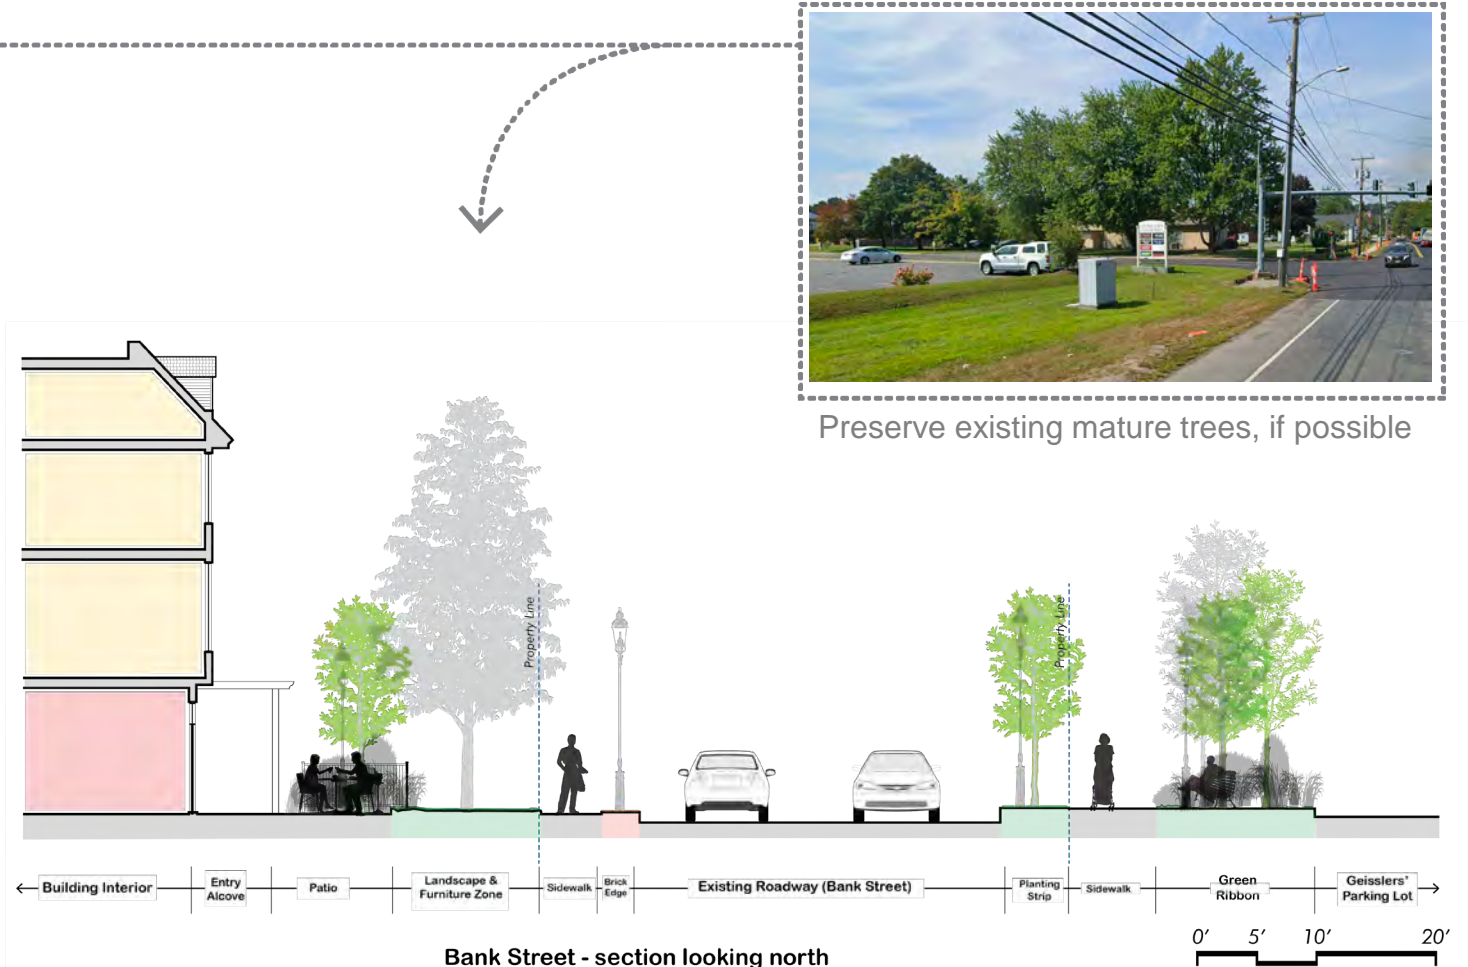 Preserve existing mature trees, if possible
Property Line
Property Line
Building Interior
Entry
Alcove
Patio
Landscape &
Furniture Zone
Sidewalk
Brick
Edge
Existing Roadway (Bank Street)
Planting
Strip
Sidewalk
Green
Ribbon
Geisslers'
Parking Lot
Bank Street - section looking north
0' 5' 10' 20'